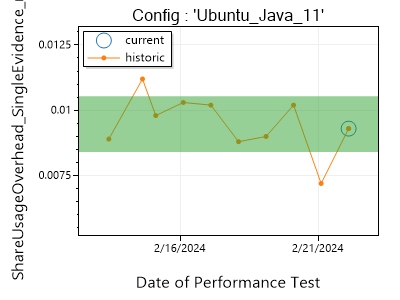 Config : 'Ubuntu_Java_11'
current
historic
0.0125
0.01
0.0075
ShareUsageOverhead_SingleEvidence_
2/16/2024
2/21/2024
Date of Performance Test